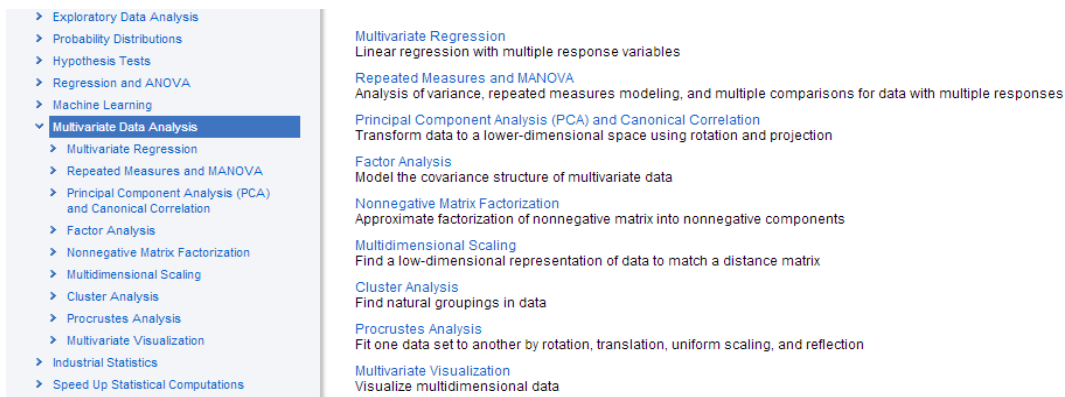 Exploratory Data Analysis
Probability Distributions
Hypothesis Tests
Regression and ANOVA
Machine Learning
Multivariate Data Analysis
Multivariate Regression
Repeated Measures and MANOVA
Principal Component Analysis (PCA)
and Canonical Correlation
Factor Analysis
Nonnegative Matrix Factorization
Multidimensional Scaling
Cluster Analysis
Procrustes Analysis
Multivariate Visualization
Industrial Statistics
Speed Up Statistical Computations
Multivariate Regression
Linear regression with multiple response variables
Repeated Measures and MANOVA
Analysis of variance, repeated measures modeling, and multiple comparisons for data with multiple responses
Principal Component Analysis (PCA) and Canonical Correlation
Transform data to a lower-dimensional space using rotation and projection
Factor Analysis
Model the covariance structure of multivariate data
Nonnegative Matrix Factorization
Approximate factorization of nonnegative matrix into nonnegative components
Multidimensional Scaling
Find a low-dimensional representation of data to match a distance matrix
Cluster Analysis
Find natural groupings in data
Procrustes Analysis
Fit one data set to another by rotation, translation, uniform scaling, and reflection
Multivariate Visualization
Visualize multidimensional data